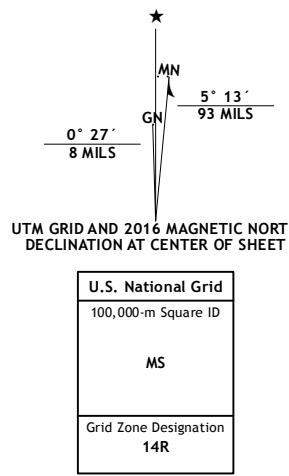 MN
GN
5° 13´
93 MILS
0° 27´
8 MILS
UTM GRID AND 2016 MAGNETIC NORT
DECLINATION AT CENTER OF SHEET
U.S. National Grid
100,000-m Square ID
MS
Grid Zone Designation
14R